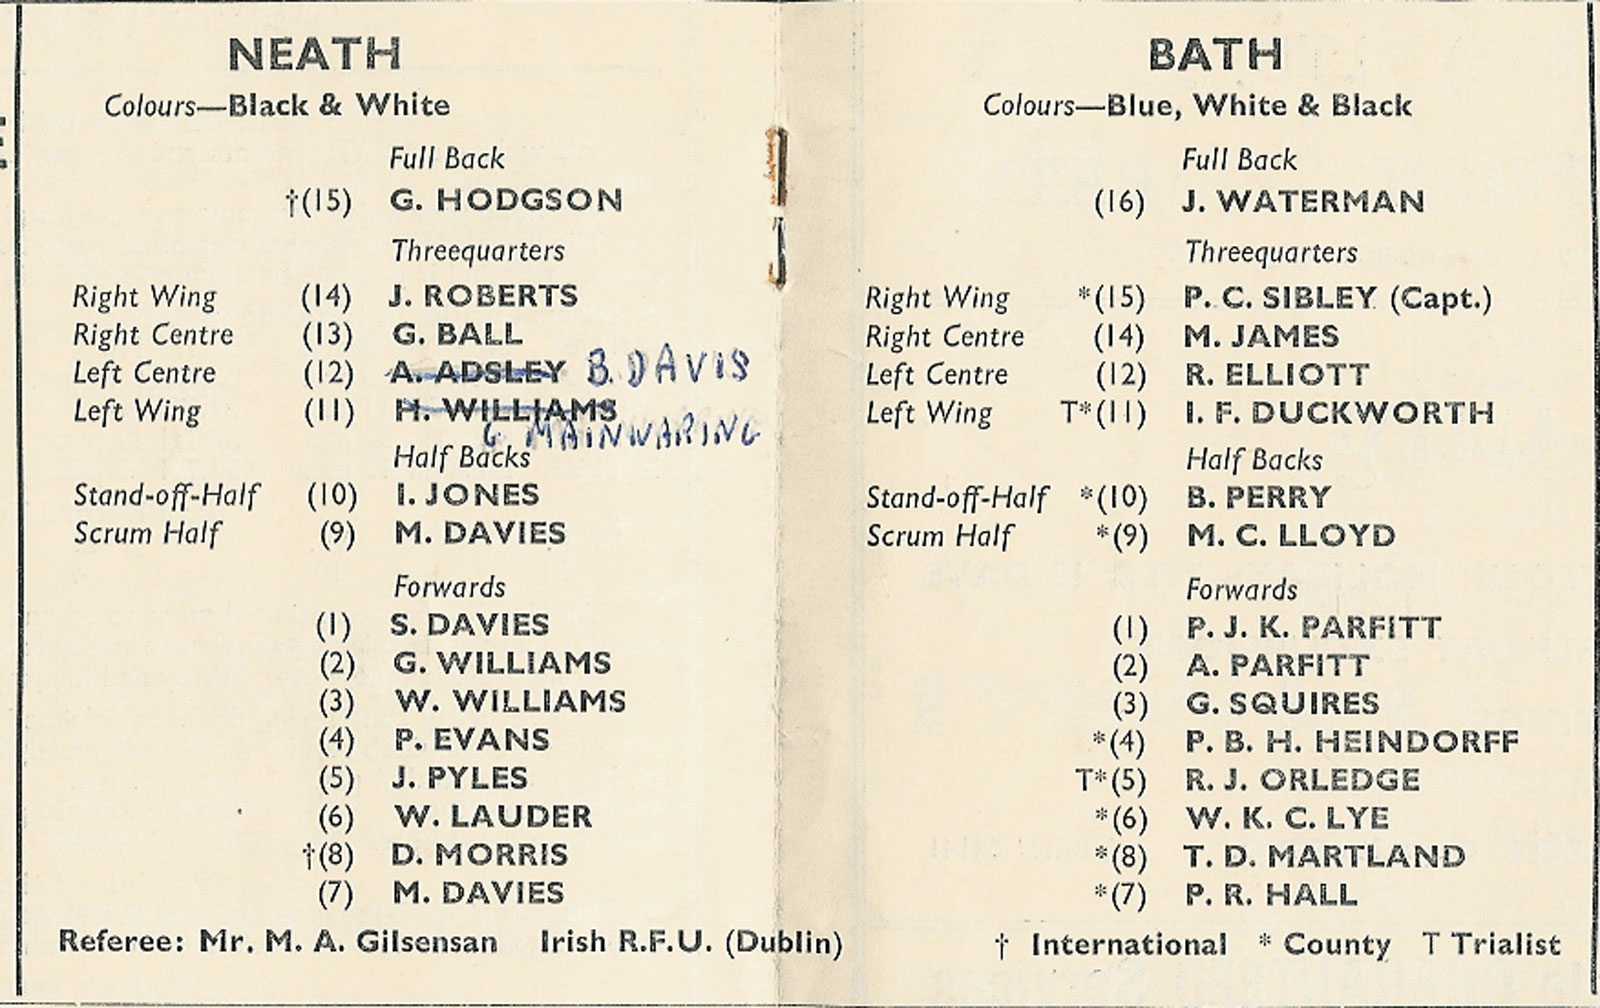 NEATH
Colours—Black & White
Full Back
†(15) G. HODGSON
Threequarters
Right Wing (14) J. ROBERTS
Right Centre (13) G. BALL
Left Centre (12) A. ADSLEY B. DAVIS
Left Wing (11) H. WILLIAMS
G MAINWARING
Half Backs
Stand-off-Half (10) I. JONES
Scrum Half (9) M. DAVIES
Forwards
(1) S. DAVIES
(2) G. WILLIAMS
(3) W. WILLIAMS
(4) P. EVANS
(5) J. PYLES
(6) W. LAUDER
†(8) D. MORRIS
(7) M. DAVIES
Referee: Mr. M. A. Gilsensan Irish R.F.U. (Dublin)
BATH
Colours—Blue, White & Black
Full Back
(16) J. WATERMAN
Threequarters
Right Wing *(15) P. C. SIBLEY (Capt.)
Right Centre (14) M. JAMES
Left Centre (12) R. ELLIOTT
Left Wing T*(11) I. F. DUCKWORTH
Half Backs
Stand-off-Half *(10) B. PERRY
Scrum Half *(9) M. C. LLOYD
Forwards
(1) P. J. K. PARFITT
(2) A. PARFITT
(3) G. SQUIRES
*(4) P. B. H. HEINDORFF
T*(5) R. J. ORLEDGE
*(6) W. K. C. LYE
*(8) T. D. MARTLAND
*(7) P. R. HALL
† International * County T Trialist